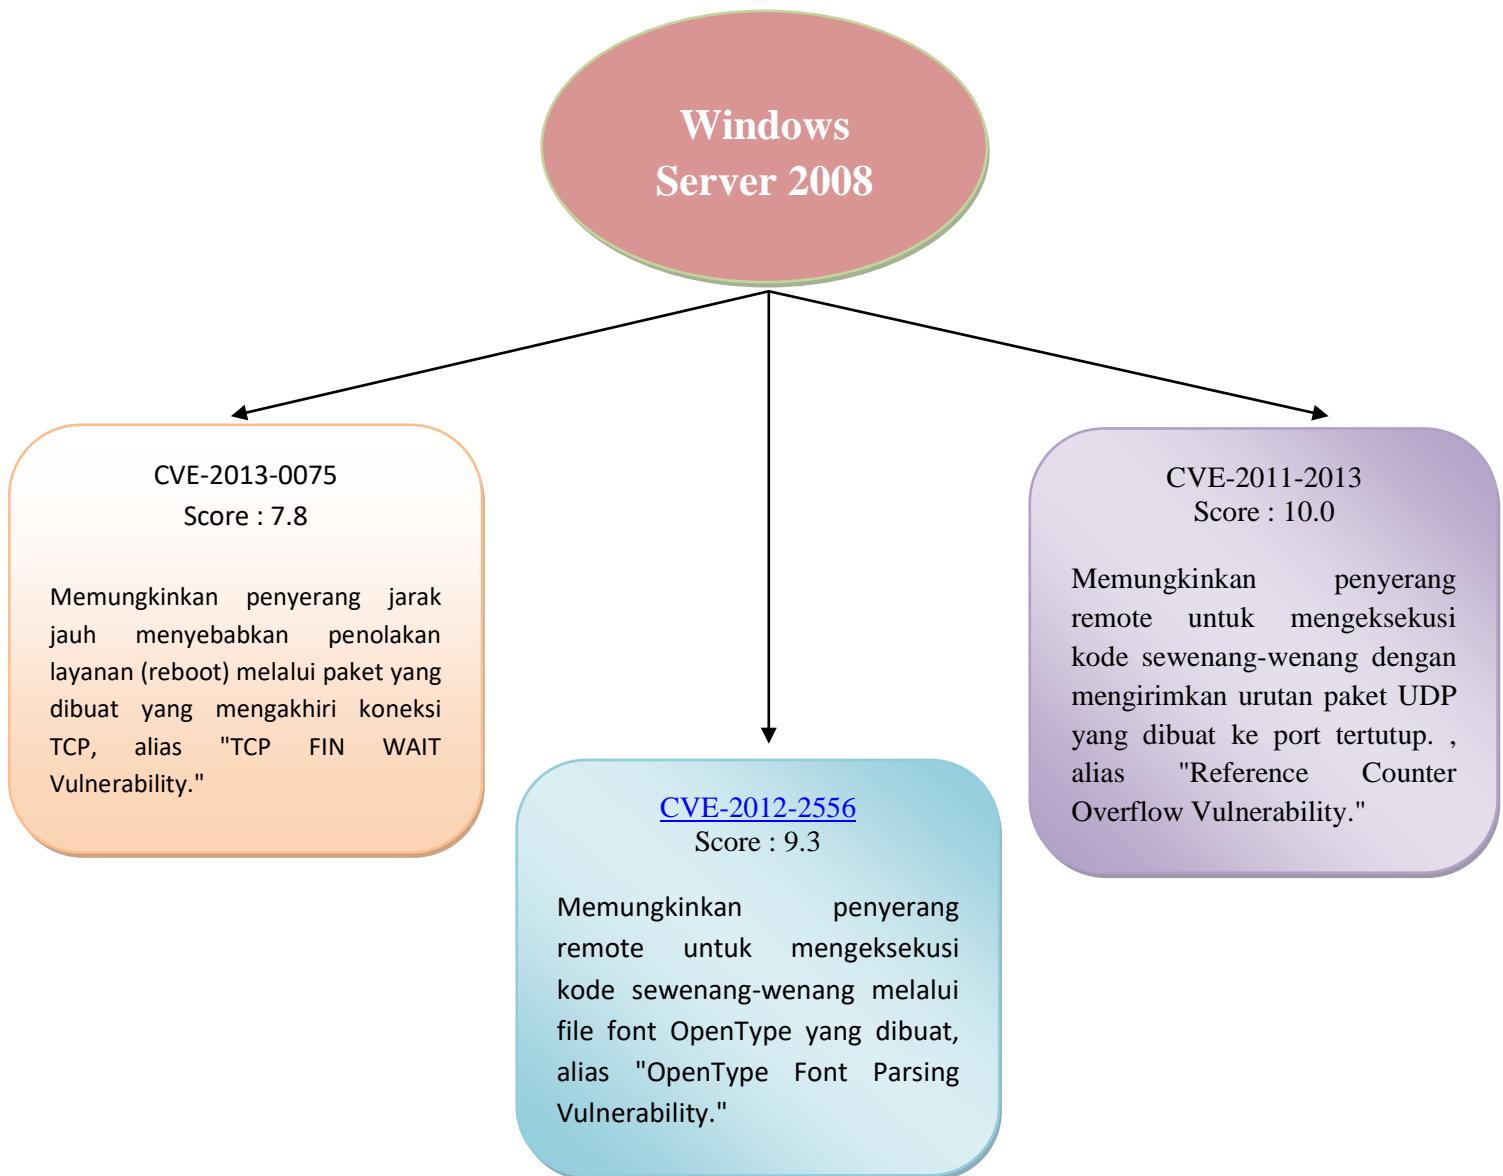 Windows
Server 2008
CVE-2013-0075
Score : 7.8
Memungkinkan penyerang jarak
jauh menyebabkan penolakan
layanan (reboot) melalui paket yang
dibuat yang mengakhiri koneksi
TCP, alias "TCP FIN WAIT
Vulnerability."
CVE-2012-2556
Score : 9.3
Memungkinkan penyerang
remote untuk mengeksekusi
kode sewenang-wenang melalui
file font OpenType yang dibuat,
alias "OpenType Font Parsing
Vulnerability."
CVE-2011-2013
Score : 10.0
Memungkinkan penyerang
remote untuk mengeksekusi
kode sewenang-wenang dengan
mengirimkan urutan paket UDP
yang dibuat ke port tertutup. ,
alias "Reference Counter
Overflow Vulnerability."